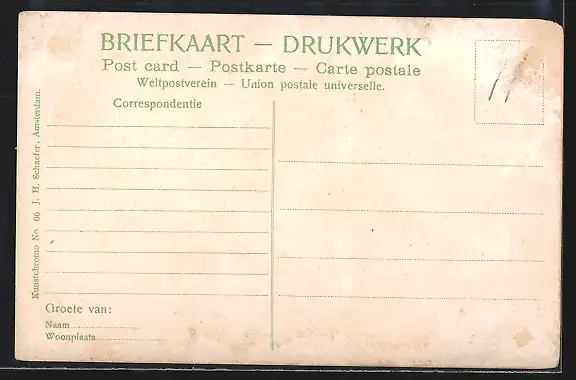 BRIEFKAART — DRUKWERK
Post card — Postkarte — Carte postale
Weltpostverein — Union postale universelle.
Correspondentie
Kunstchromo No. 66 J. H. Schaefer, Amsterdam.
Groete van:
Naam
Woonplaats